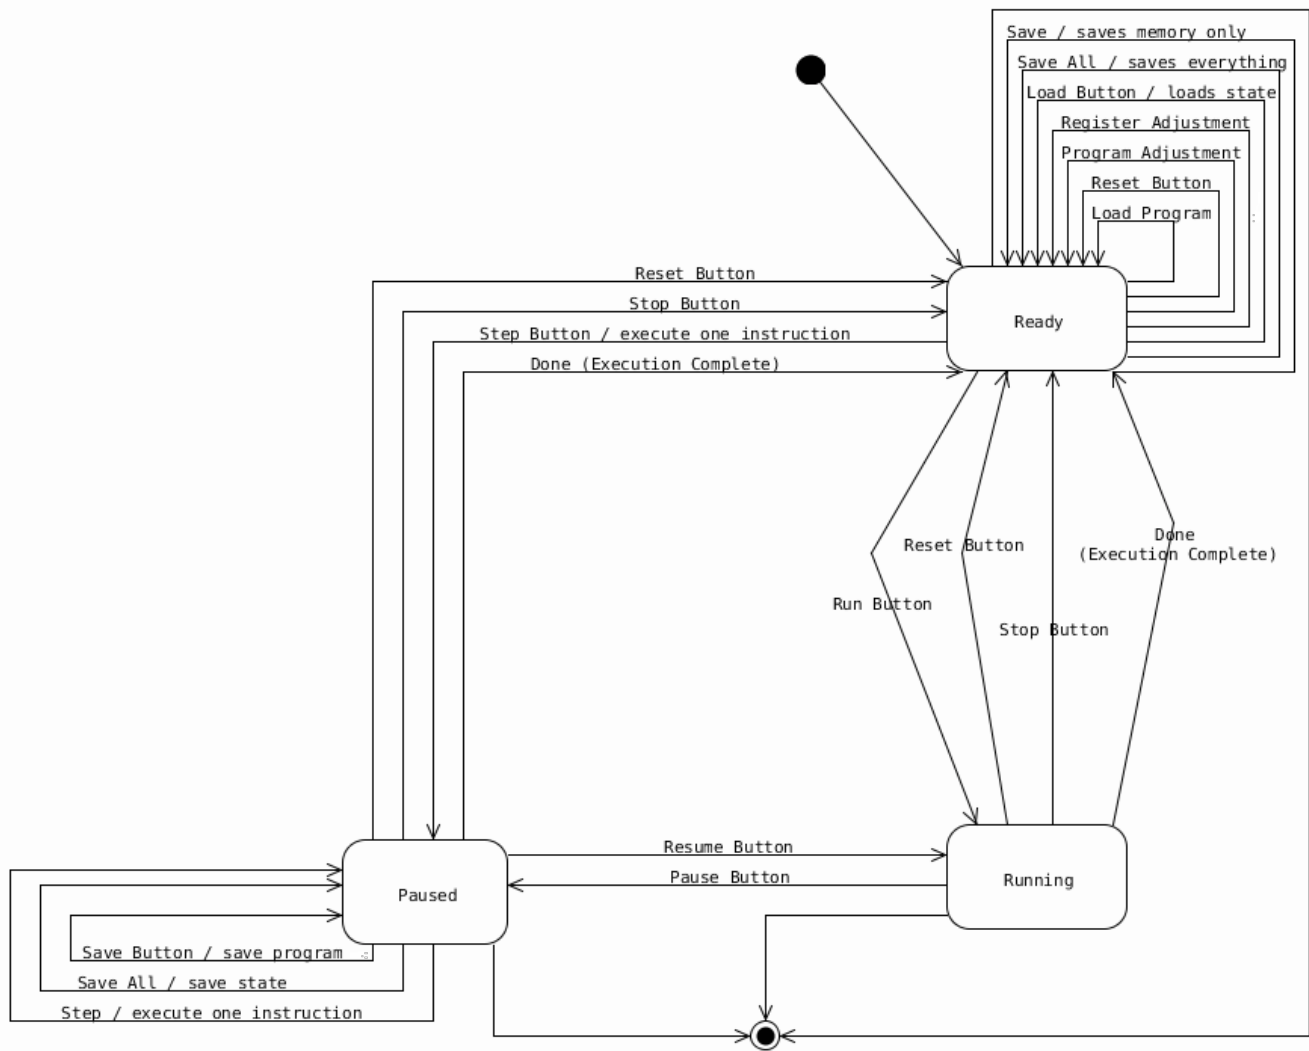 Save / saves memory only
Save All / saves everything
Load Button / loads state
Register Adjustment
Program Adjustment
Reset Button
Load Program
Reset Button
Stop Button
Step Button / execute one instruction
Done (Execution Complete)
Ready
Done
(Execution Complete)
Reset Button
Run Button
Stop Button
Resume Button
Pause Button
Paused
Running
Save Button / save program
Save All / save state
Step / execute one instruction